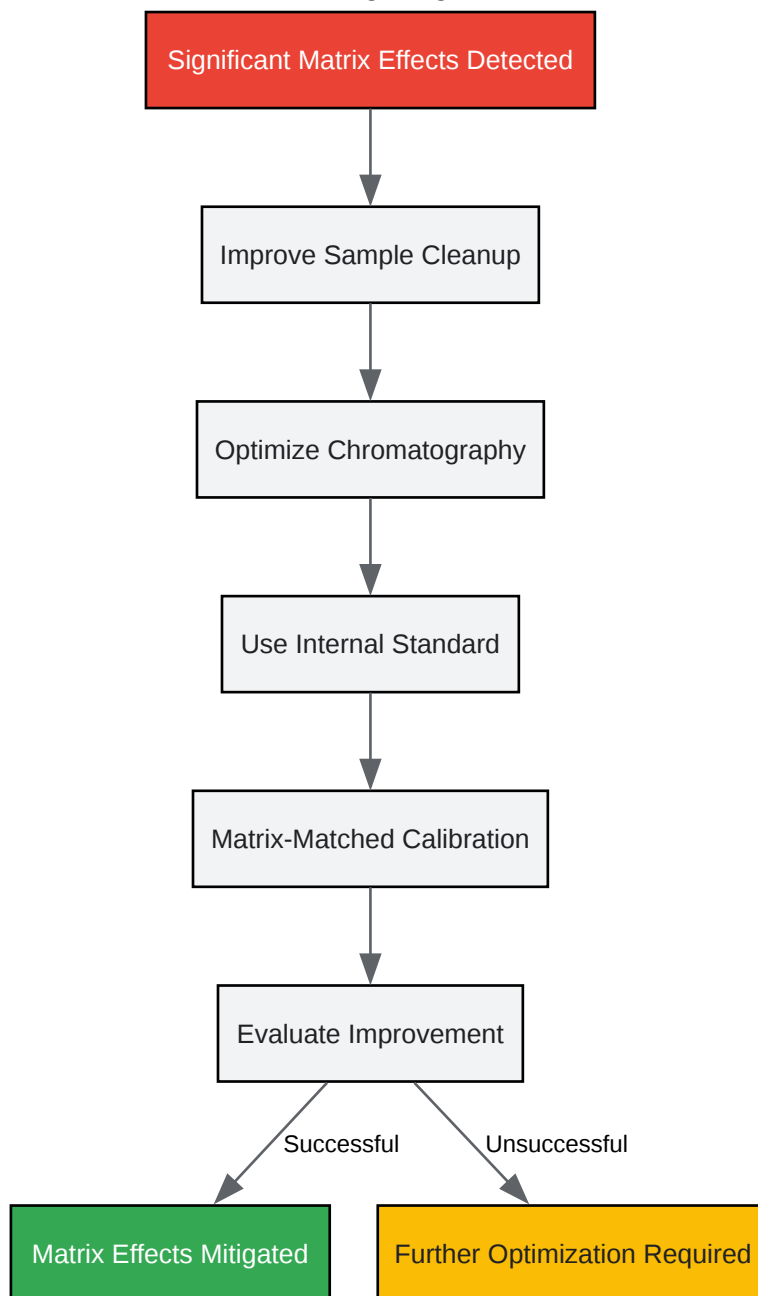 Significant Matrix Effects Detected
Improve Sample Cleanup
Optimize Chromatography
Use Internal Standard
Matrix-Matched Calibration
Evaluate Improvement
Successful
Unsuccessful
Matrix Effects Mitigated
Further Optimization Required